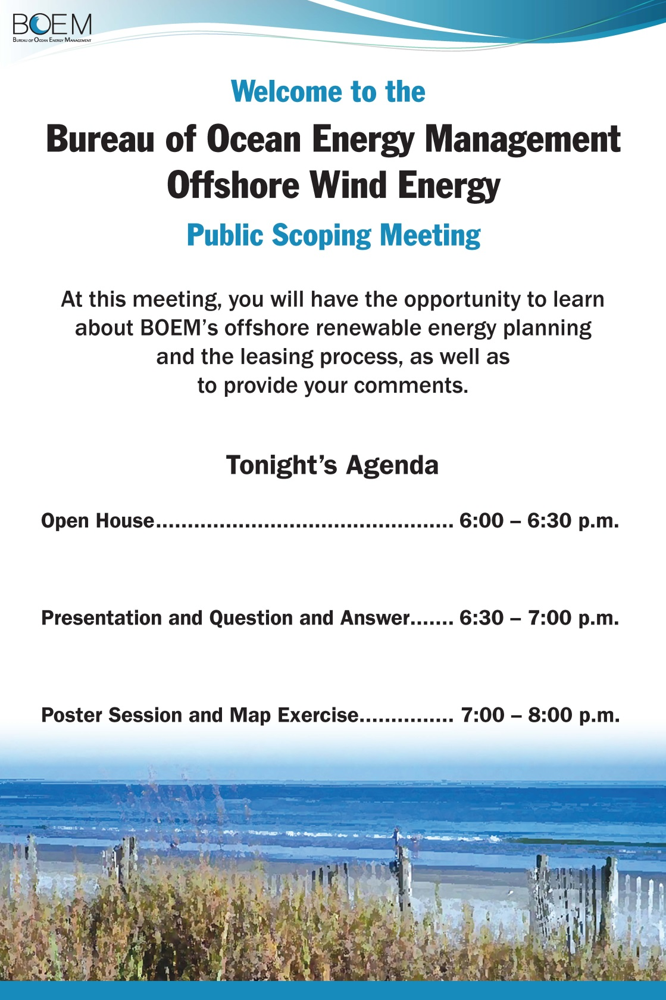 BOEM
BUREAU OF OCEAN ENERGY MANAGEMENT
Welcome to the
Bureau of Ocean Energy Management
Offshore Wind Energy
Public Scoping Meeting
At this meeting, you will have the opportunity to learn
about BOEM’s offshore renewable energy planning
and the leasing process, as well as
to provide your comments.
Tonight’s Agenda
Open House............................................... 6:00 – 6:30 p.m.
Presentation and Question and Answer....... 6:30 – 7:00 p.m.
Poster Session and Map Exercise............... 7:00 – 8:00 p.m.